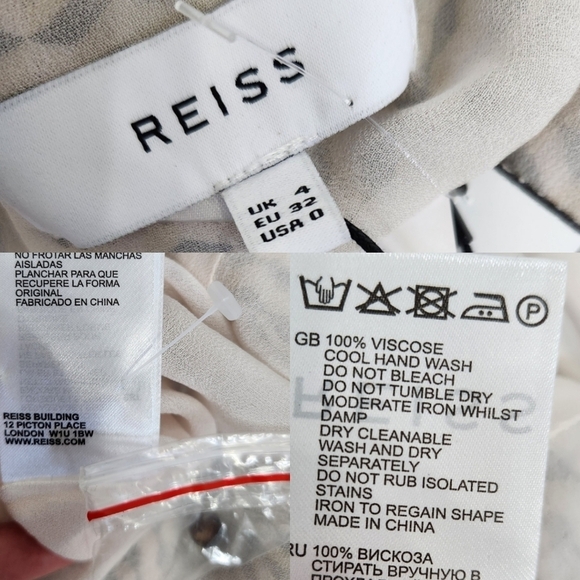 REISS
UK 4
EU 32
USA 0
NO FROTAR LAS MANCHAS
AISLADAS
PLANCHAR PARA QUE
RECUPERE LA FORMA
ORIGINAL
FABRICADO EN CHINA
REISS BUILDING
12 PICTON PLACE
LONDON W1U 1BW
WWW.REISS.COM
P
GB 100% VISCOSE
COOL HAND WASH
DO NOT BLEACH
DO NOT TUMBLE DRY
MODERATE IRON WHILST
DAMP
DRY CLEANABLE
WASH AND DRY
SEPARATELY
DO NOT RUB ISOLATED
STAINS
IRON TO REGAIN SHAPE
MADE IN CHINA
RU 100% ВИСКОЗА
СТИРАТЬ ВРУЧНУЮ В